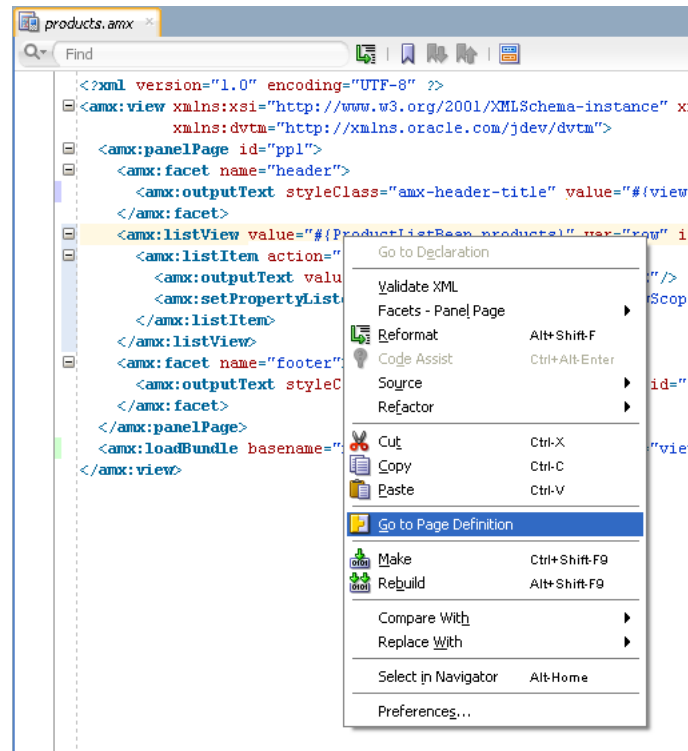 products.amx
Find
<?xml version="1.0" encoding="UTF-8" ?>
<amx:view xmlns:xsi="http://www.w3.org/2001/XMLSchema-instance" x
xmlns:dvtm="http://xmlns.oracle.com/jdev/dvtm">
<amx:panelPage id="pp1">
<amx:facet name="header">
<amx:outputText styleClass="amx-header-title" value="#{view
</amx:facet>
<amx:listView value="#{ProductListBean.products}" var="row" i
<amx:listItem action="
<amx:outputText valu "/>
<amx:setPropertyListe wScop
</amx:listItem>
</amx:listView>
<amx:facet name="footer"
<amx:outputText styleC id="
</amx:facet>
</amx:panelPage>
<amx:loadBundle basename=" "vie
</amx:view>
Go to Declaration
Validate XML
Facets - Panel Page
Reformat Alt+Shift-F
Code Assist Ctrl+Alt-Enter
Source
Refactor
Cut Ctrl-X
Copy Ctrl-C
Paste Ctrl-V
Go to Page Definition
Make Ctrl+Shift-F9
Rebuild Alt+Shift-F9
Compare With
Replace With
Select in Navigator Alt-Home
Preferences...